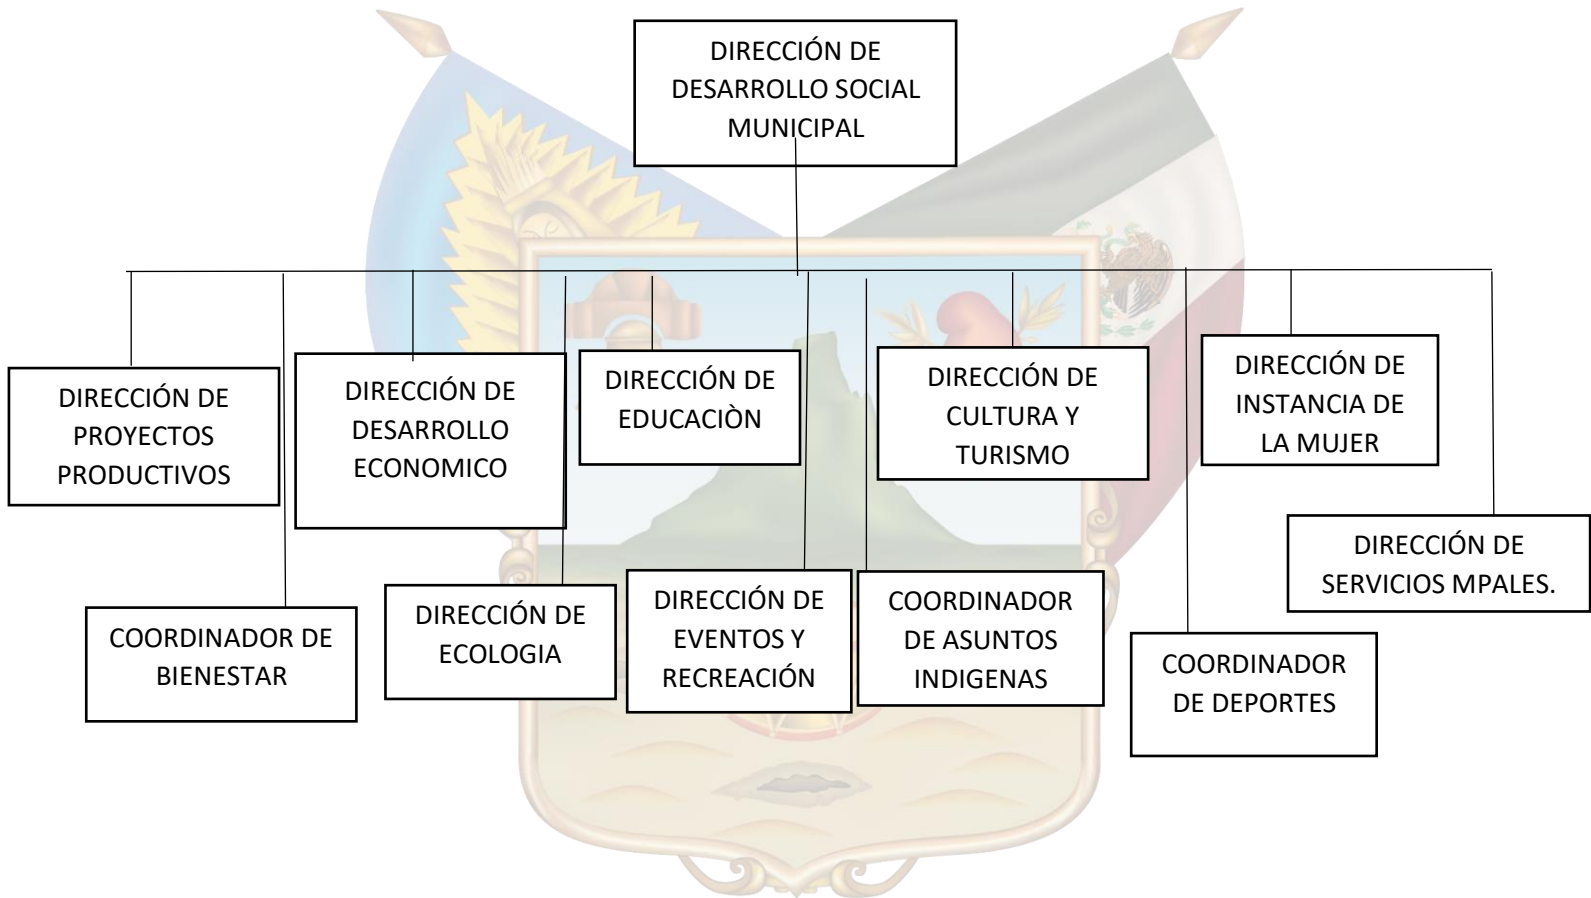 DIRECCIÓN DE
DESARROLLO SOCIAL
MUNICIPAL
DIRECCIÓN DE
PROYECTOS
PRODUCTIVOS
DIRECCIÓN DE
DESARROLLO
ECONOMICO
DIRECCIÓN DE
EDUCACIÒN
DIRECCIÓN DE
CULTURA Y
TURISMO
DIRECCIÓN DE
INSTANCIA DE
LA MUJER
DIRECCIÓN DE
SERVICIOS MPALES.
COORDINADOR DE
BIENESTAR
DIRECCIÓN DE
ECOLOGIA
DIRECCIÓN DE
EVENTOS Y
RECREACIÓN
COORDINADOR
DE ASUNTOS
INDIGENAS
COORDINADOR
DE DEPORTES